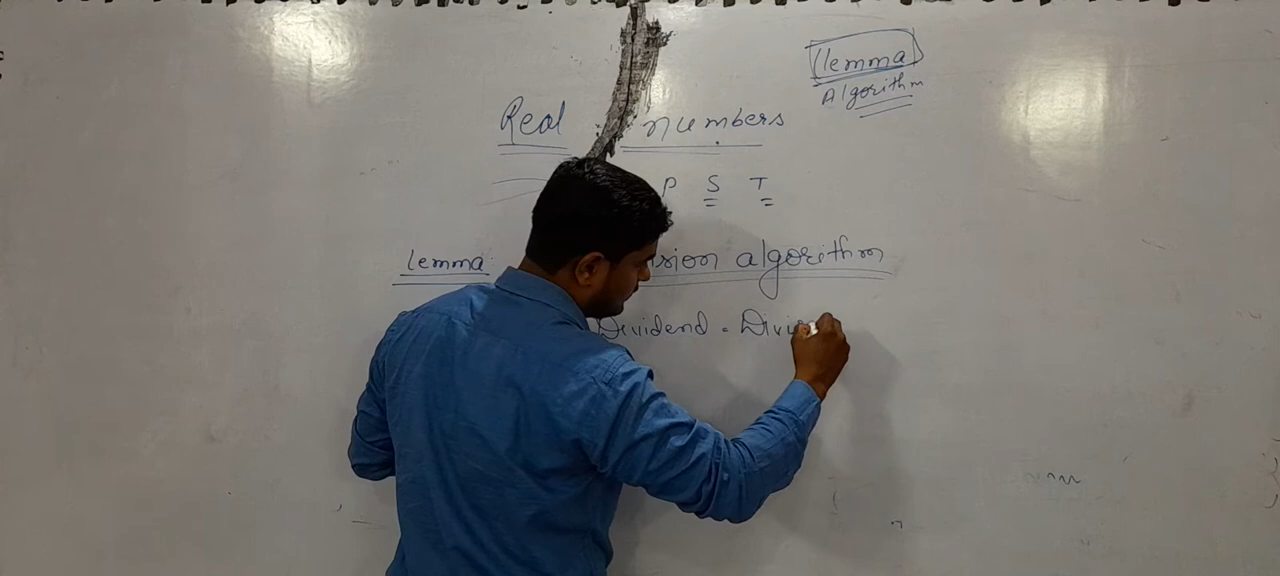 Lemma
Algorithm
Real numbers
P S T
Lemma algorithm
Dividend =